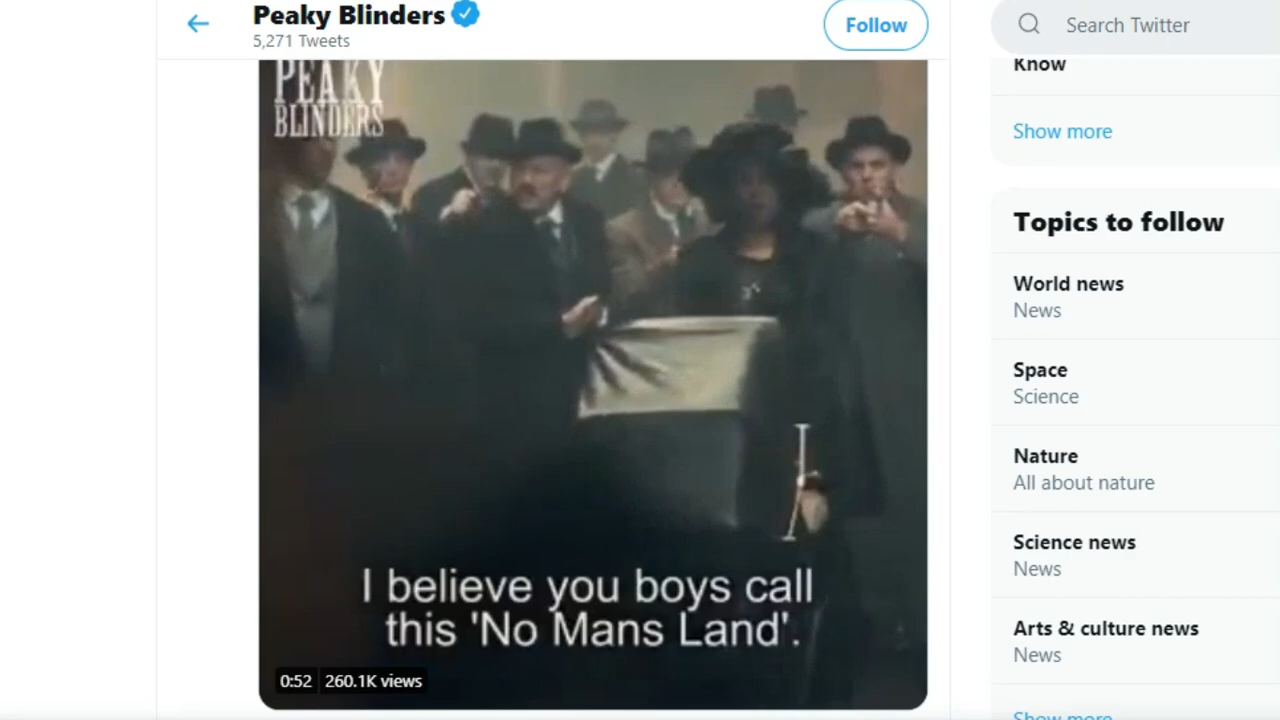 Peaky Blinders
5,271 Tweets
Follow
Search Twitter
PEAKY
BLINDERS
I believe you boys call
this 'No Mans Land'.
0:52 260.1K views
Know
Show more
Topics to follow
World news
News
Space
Science
Nature
All about nature
Science news
News
Arts & culture news
News
Show more